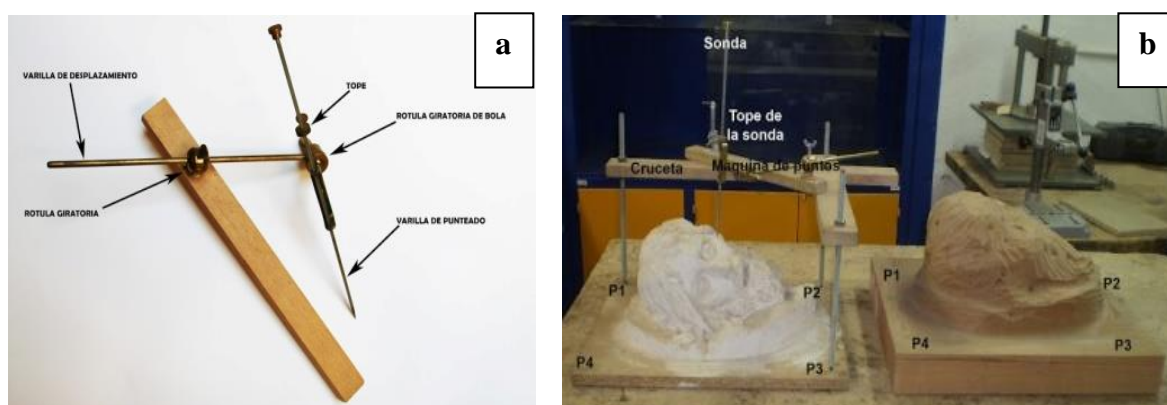 a
VARILLA DE DESPLAZAMIENTO
TOPE
ROTULA GIRATORIA DE BOLA
ROTULA GIRATORIA
VARILLA DE PUNTEADO
b
Sonda
Tope de
la sonda
Cruceta
Maquina de puntos
P1
P2
P4
P3
P1
P2
P4
P3